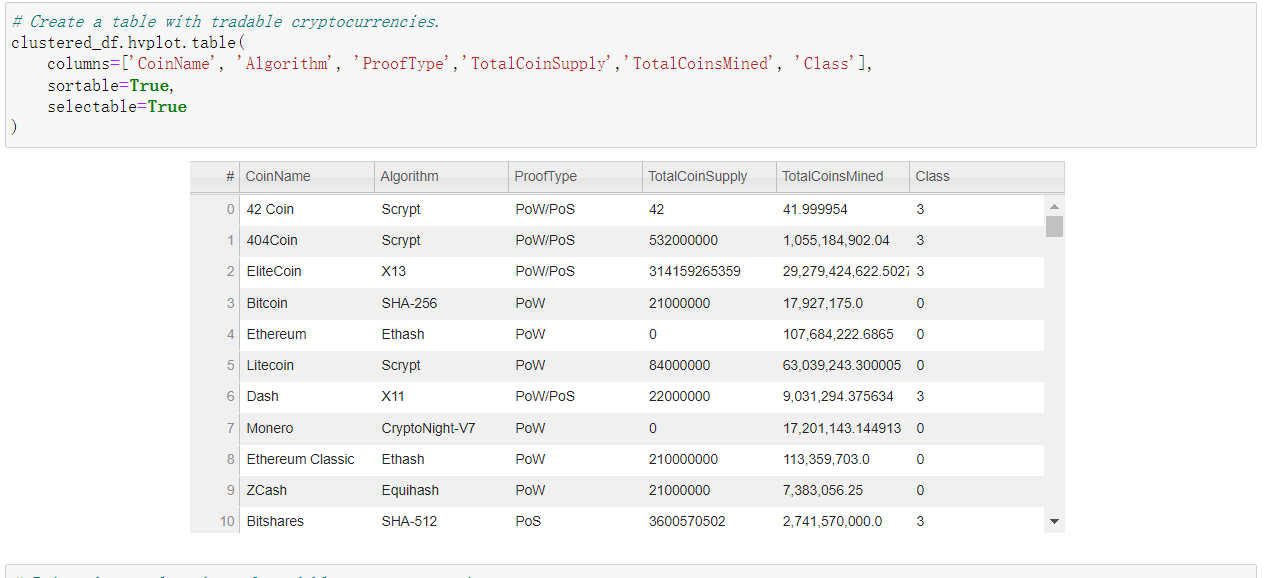 # Create a table with tradable cryptocurrencies.
clustered_df.hvplot.table(
    columns=['CoinName', 'Algorithm', 'ProofType','TotalCoinSupply','TotalCoinsMined', 'Class'],
    sortable=True,
    selectable=True
)
# CoinName Algorithm ProofType TotalCoinSupply TotalCoinsMined Class
0 42 Coin Scrypt PoW/PoS 42 41.999954 3
1 404Coin Scrypt PoW/PoS 532000000 1,055,184,902.04 3
2 EliteCoin X13 PoW/PoS 314159265359 29,279,424,622.5027 3
3 Bitcoin SHA-256 PoW 21000000 17,927,175.0 0
4 Ethereum Ethash PoW 0 107,684,222.6865 0
5 Litecoin Scrypt PoW 84000000 63,039,243.300005 0
6 Dash X11 PoW/PoS 22000000 9,031,294.375634 3
7 Monero CryptoNight-V7 PoW 0 17,201,143.144913 0
8 Ethereum Classic Ethash PoW 210000000 113,359,703.0 0
9 ZCash Equihash PoW 21000000 7,383,056.25 0
10 Bitshares SHA-512 PoS 3600570502 2,741,570,000.0 3